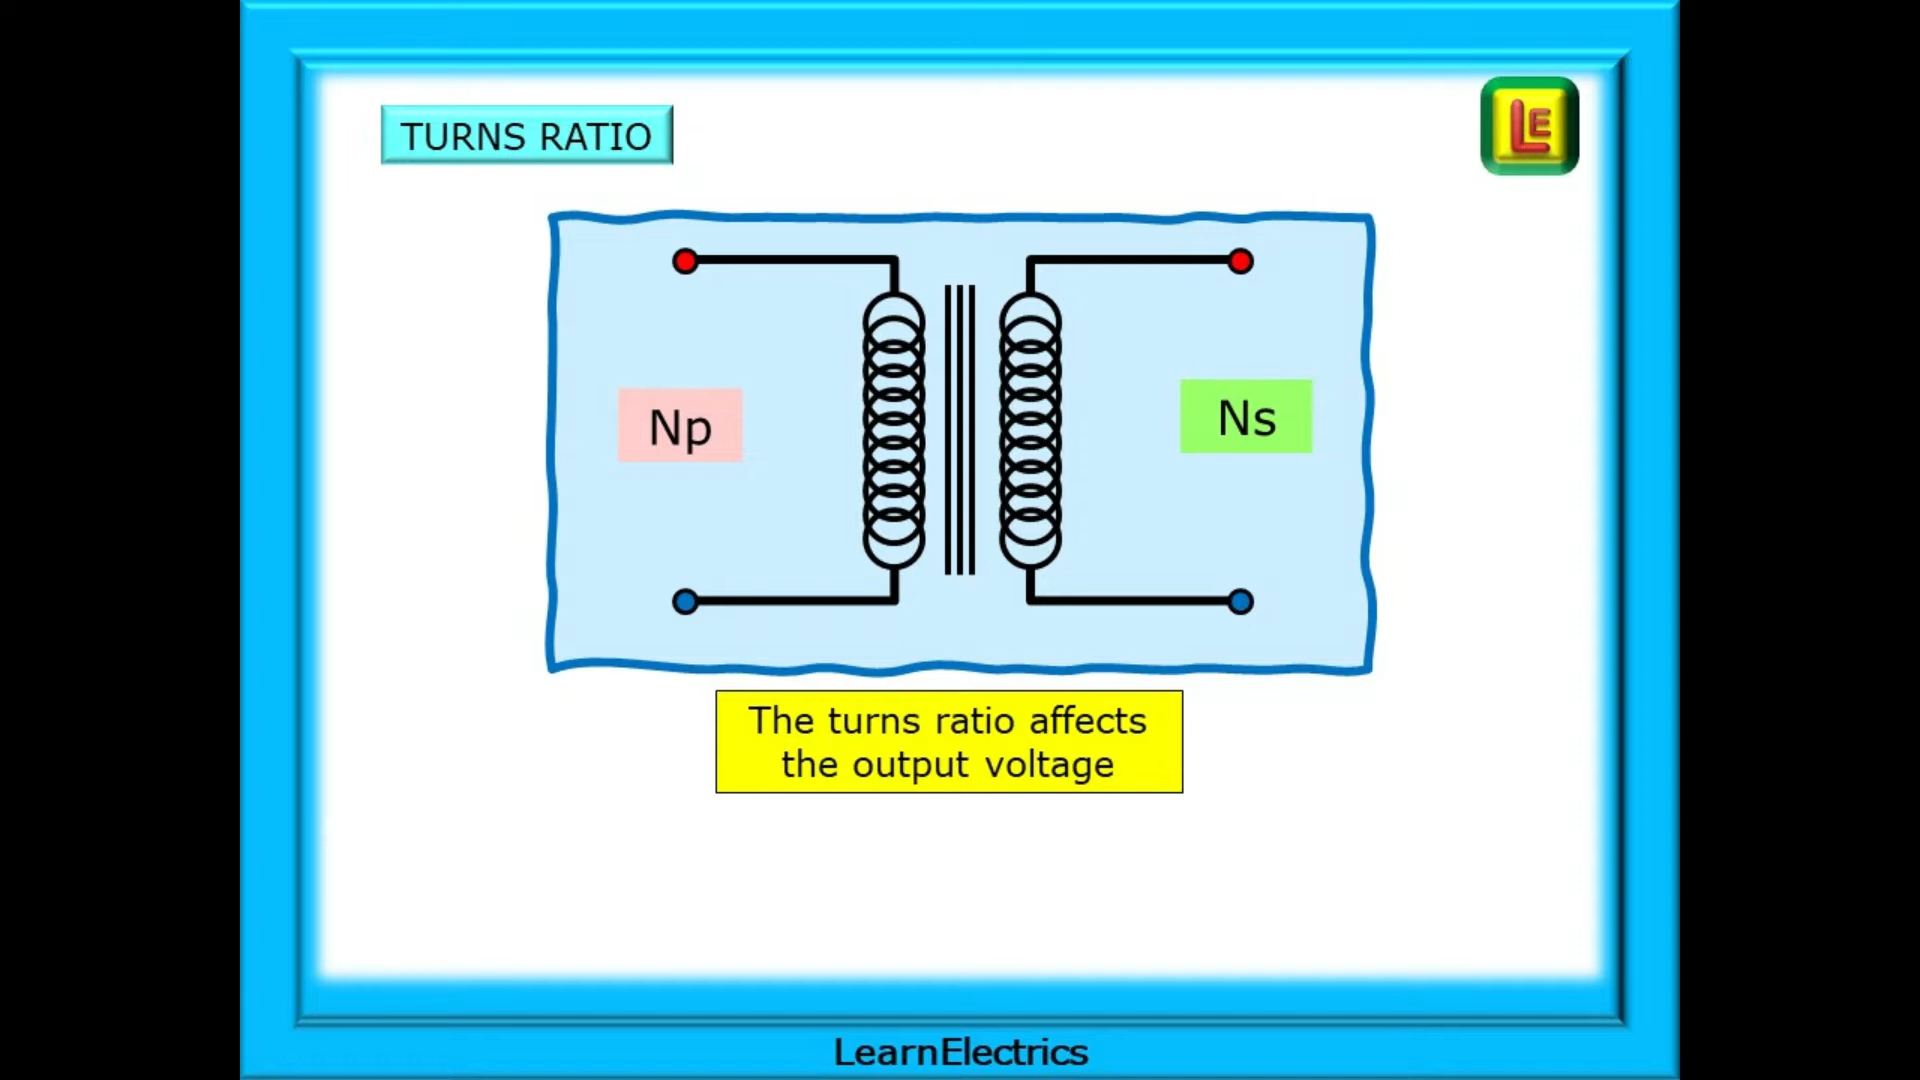 TURNS RATIO
LE
Np
Ns
The turns ratio affects
the output voltage
LearnElectrics